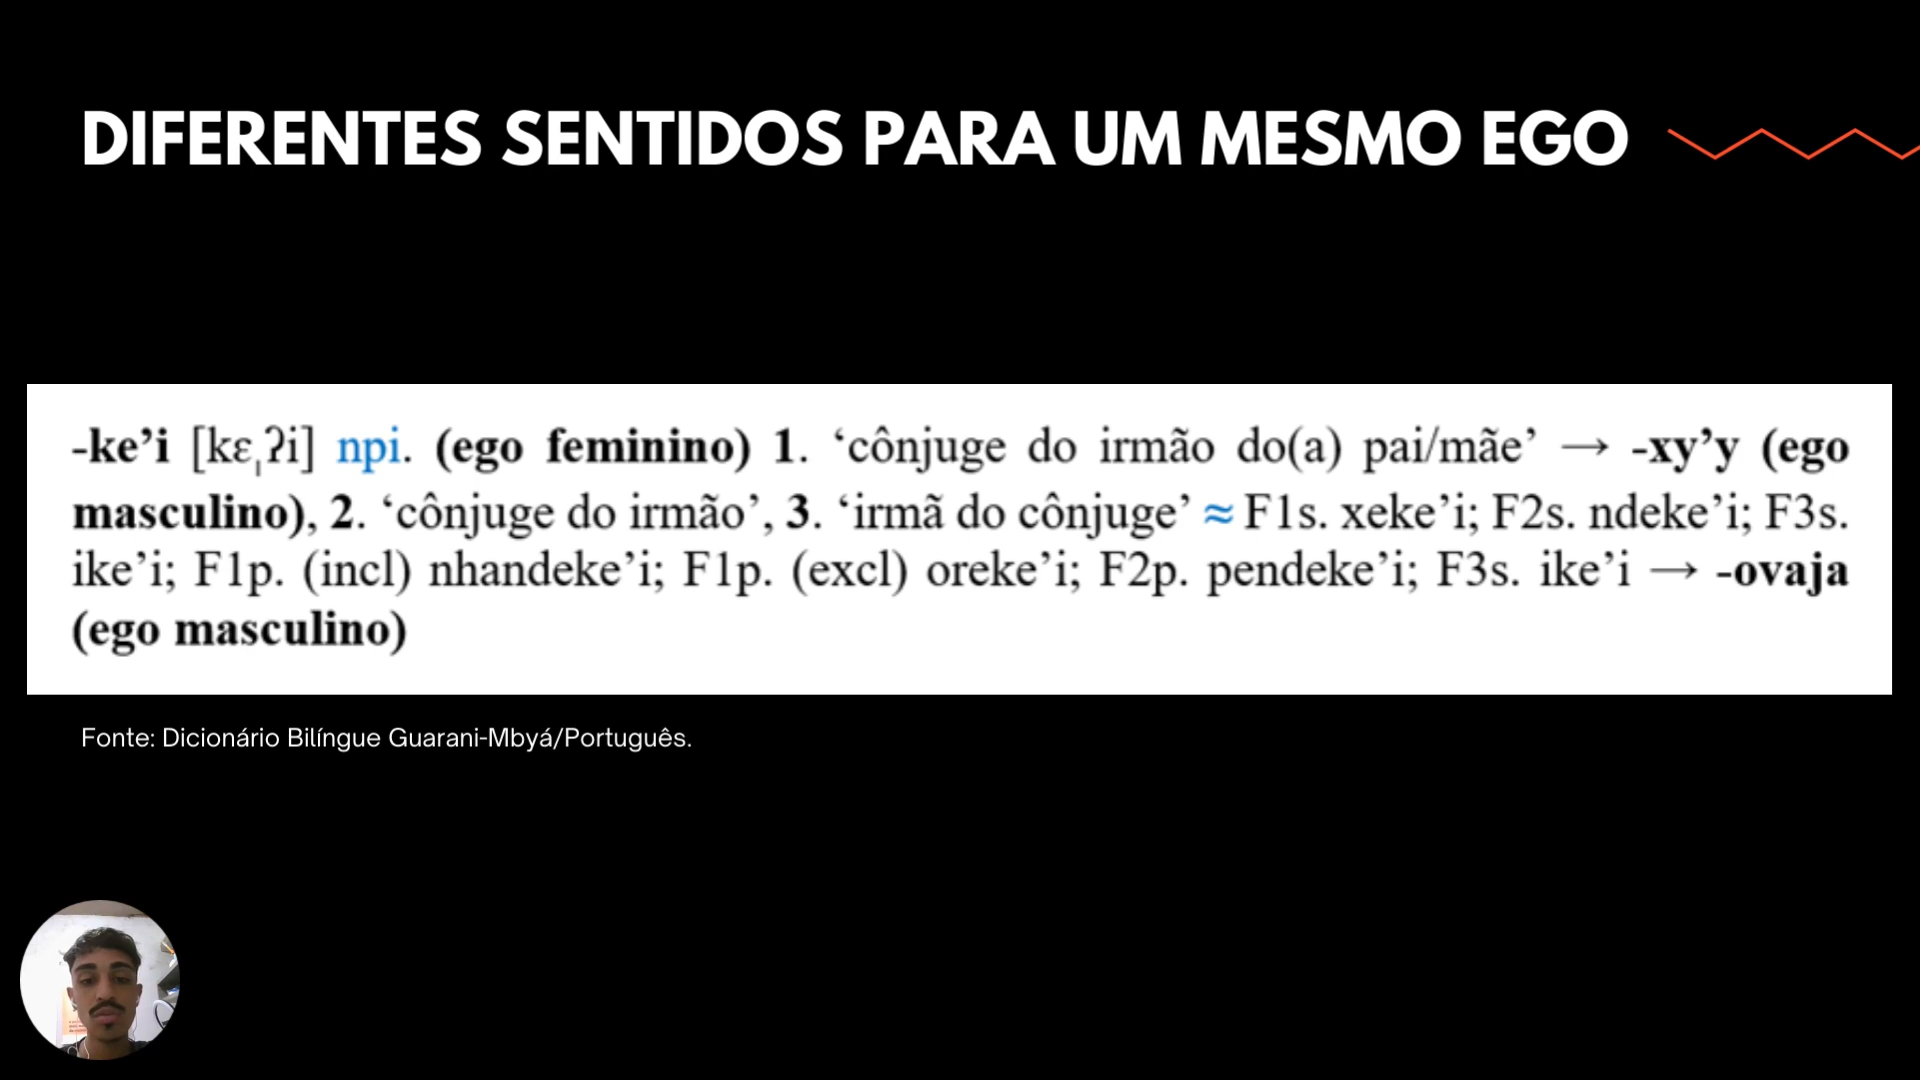 DIFERENTES SENTIDOS PARA UM MESMO EGO
-ke’i [kɛˌʔi] npi. (ego feminino) 1. ‘cônjuge do irmão do(a) pai/mãe’ → -xy’y (ego
masculino), 2. ‘cônjuge do irmão’, 3. ‘irmã do cônjuge’ ≈ F1s. xeke’i; F2s. ndeke’i; F3s.
ike’i; F1p. (incl) nhandeke’i; F1p. (excl) oreke’i; F2p. pendeke’i; F3s. ike’i → -ovaja
(ego masculino)
Fonte: Dicionário Bilíngue Guarani-Mbyá/Português.